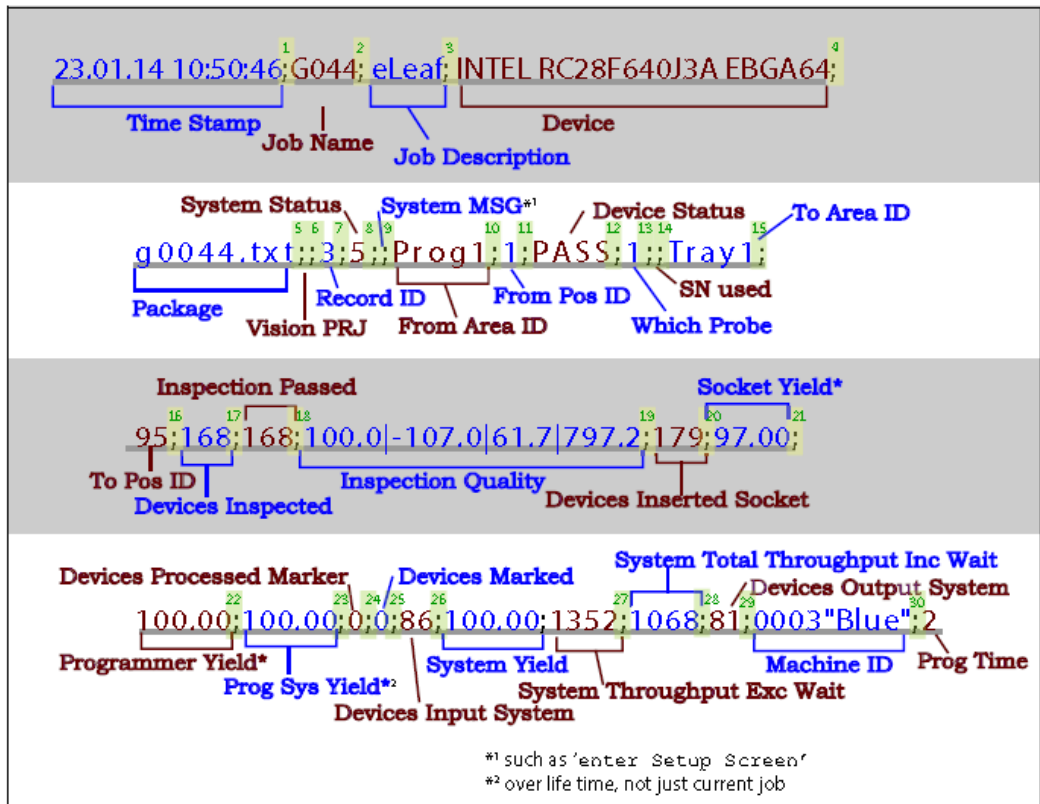 1 2 3 4
23.01.14 10:50:46;G044;eLeaf;INTEL RC28F640J3A EBGA64;
Time Stamp
Job Name
Job Description
Device
System Status
System MSG*1
Device Status
To Area ID
5 6 7 8 9 10 11 12 13 14 15
g0044.txt;;3;5;;;Prog1;1;PASS;1;;Tray1;
Package
Vision PRJ
Record ID
From Area ID
From Pos ID
Which Probe
SN used
Inspection Passed
Socket Yield*
16 17 18 19 20 21
95;168;168;100.0|-107.0|61.7|797.2;179;97.00;
To Pos ID
Devices Inspected
Inspection Quality
Devices Inserted Socket
System Total Throughput Inc Wait
Devices Processed Marker
Devices Marked
Devices Output System
22 23 24 25 26 27 28 29 30
100.00;100.00;0;0;86;100.00;1352;1068;81;0003"Blue";2
Programmer Yield*
Prog Sys Yield*2
Devices Input System
System Yield
System Throughput Exc Wait
Machine ID
Prog Time
*1 such as 'enter Setup Screen'
*2 over life time, not just current job